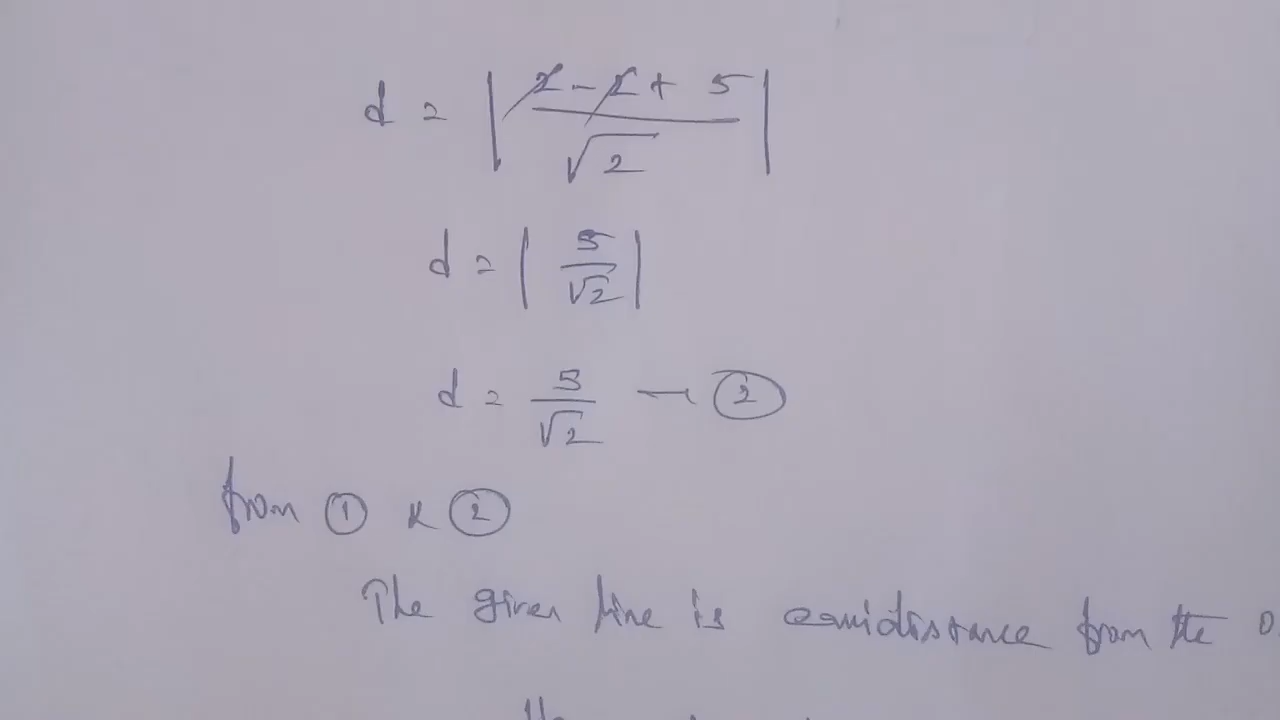 d = | 2 - 2 + 5 / √2 |
d = | 5 / √2 |
d = 5 / √2 — ②
from ① & ②
The given line is equidistance from the